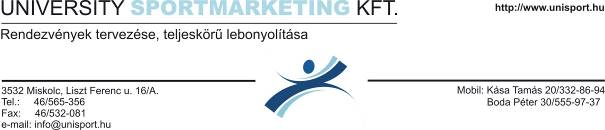 UNIVERSITY SPORTMARKETING KFT.
http://www.unisport.hu
Rendezvények tervezése, teljeskörű lebonyolítása
3532 Miskolc, Liszt Ferenc u. 16/A.
Tel.: 46/565-356
Fax: 46/532-081
e-mail: info@unisport.hu
Mobil: Kása Tamás 20/332-86-94
Boda Péter 30/555-97-37